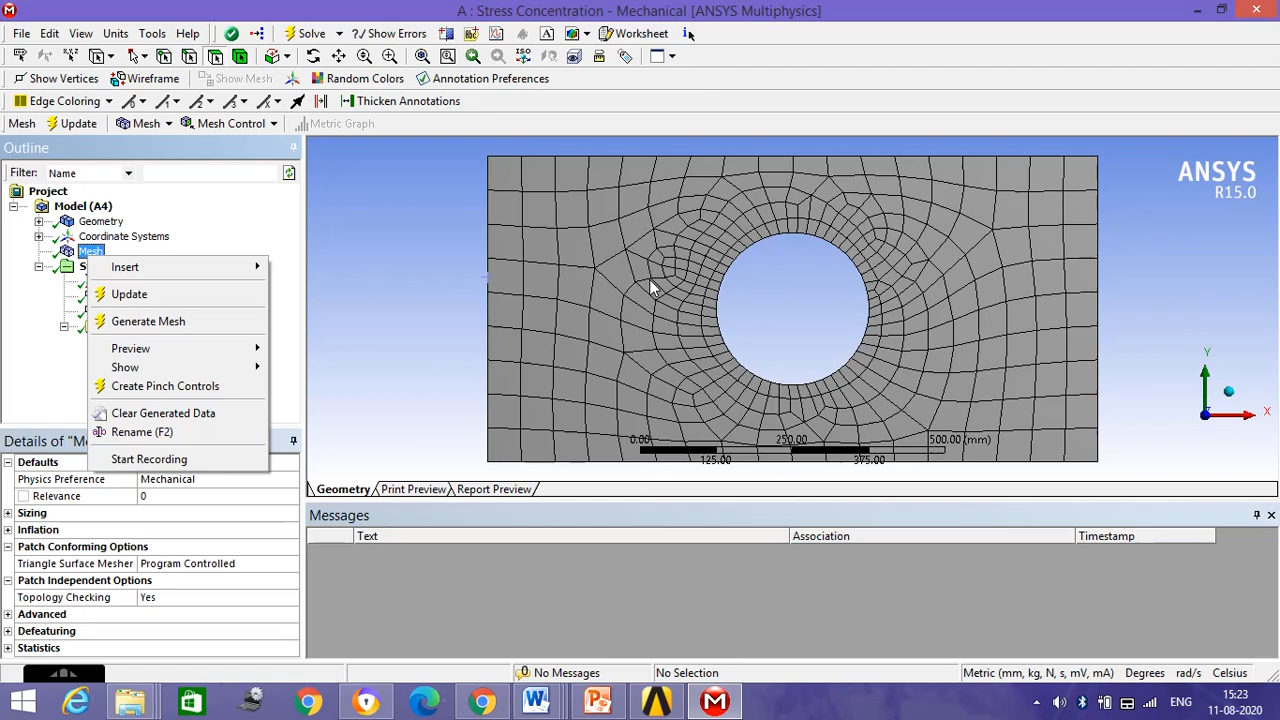 A : Stress Concentration - Mechanical [ANSYS Multiphysics]
File Edit View Units Tools Help Solve Show Errors A Worksheet i
XYZ ISO
Show Vertices Wireframe Show Mesh Random Colors Annotation Preferences
Edge Coloring Thicken Annotations
Mesh Update Mesh Mesh Control Metric Graph
Outline
Filter: Name
Project
Model (A4)
Geometry
Coordinate Systems
Mesh
S
Insert
Update
Generate Mesh
Preview
Show
Create Pinch Controls
Clear Generated Data
Rename (F2)
Start Recording
Details of "Me
Defaults
Physics Preference Mechanical
Relevance 0
Sizing
Inflation
Patch Conforming Options
Triangle Surface Mesher Program Controlled
Patch Independent Options
Topology Checking Yes
Advanced
Defeaturing
Statistics
ANSYS
R15.0
Y
X
0.00 250.00 500.00 (mm)
125.00 375.00
Geometry Print Preview Report Preview
Messages
Text Association Timestamp
No Messages No Selection Metric (mm, kg, N, s, mV, mA) Degrees rad/s Celsius
ENG
15:23
11-08-2020